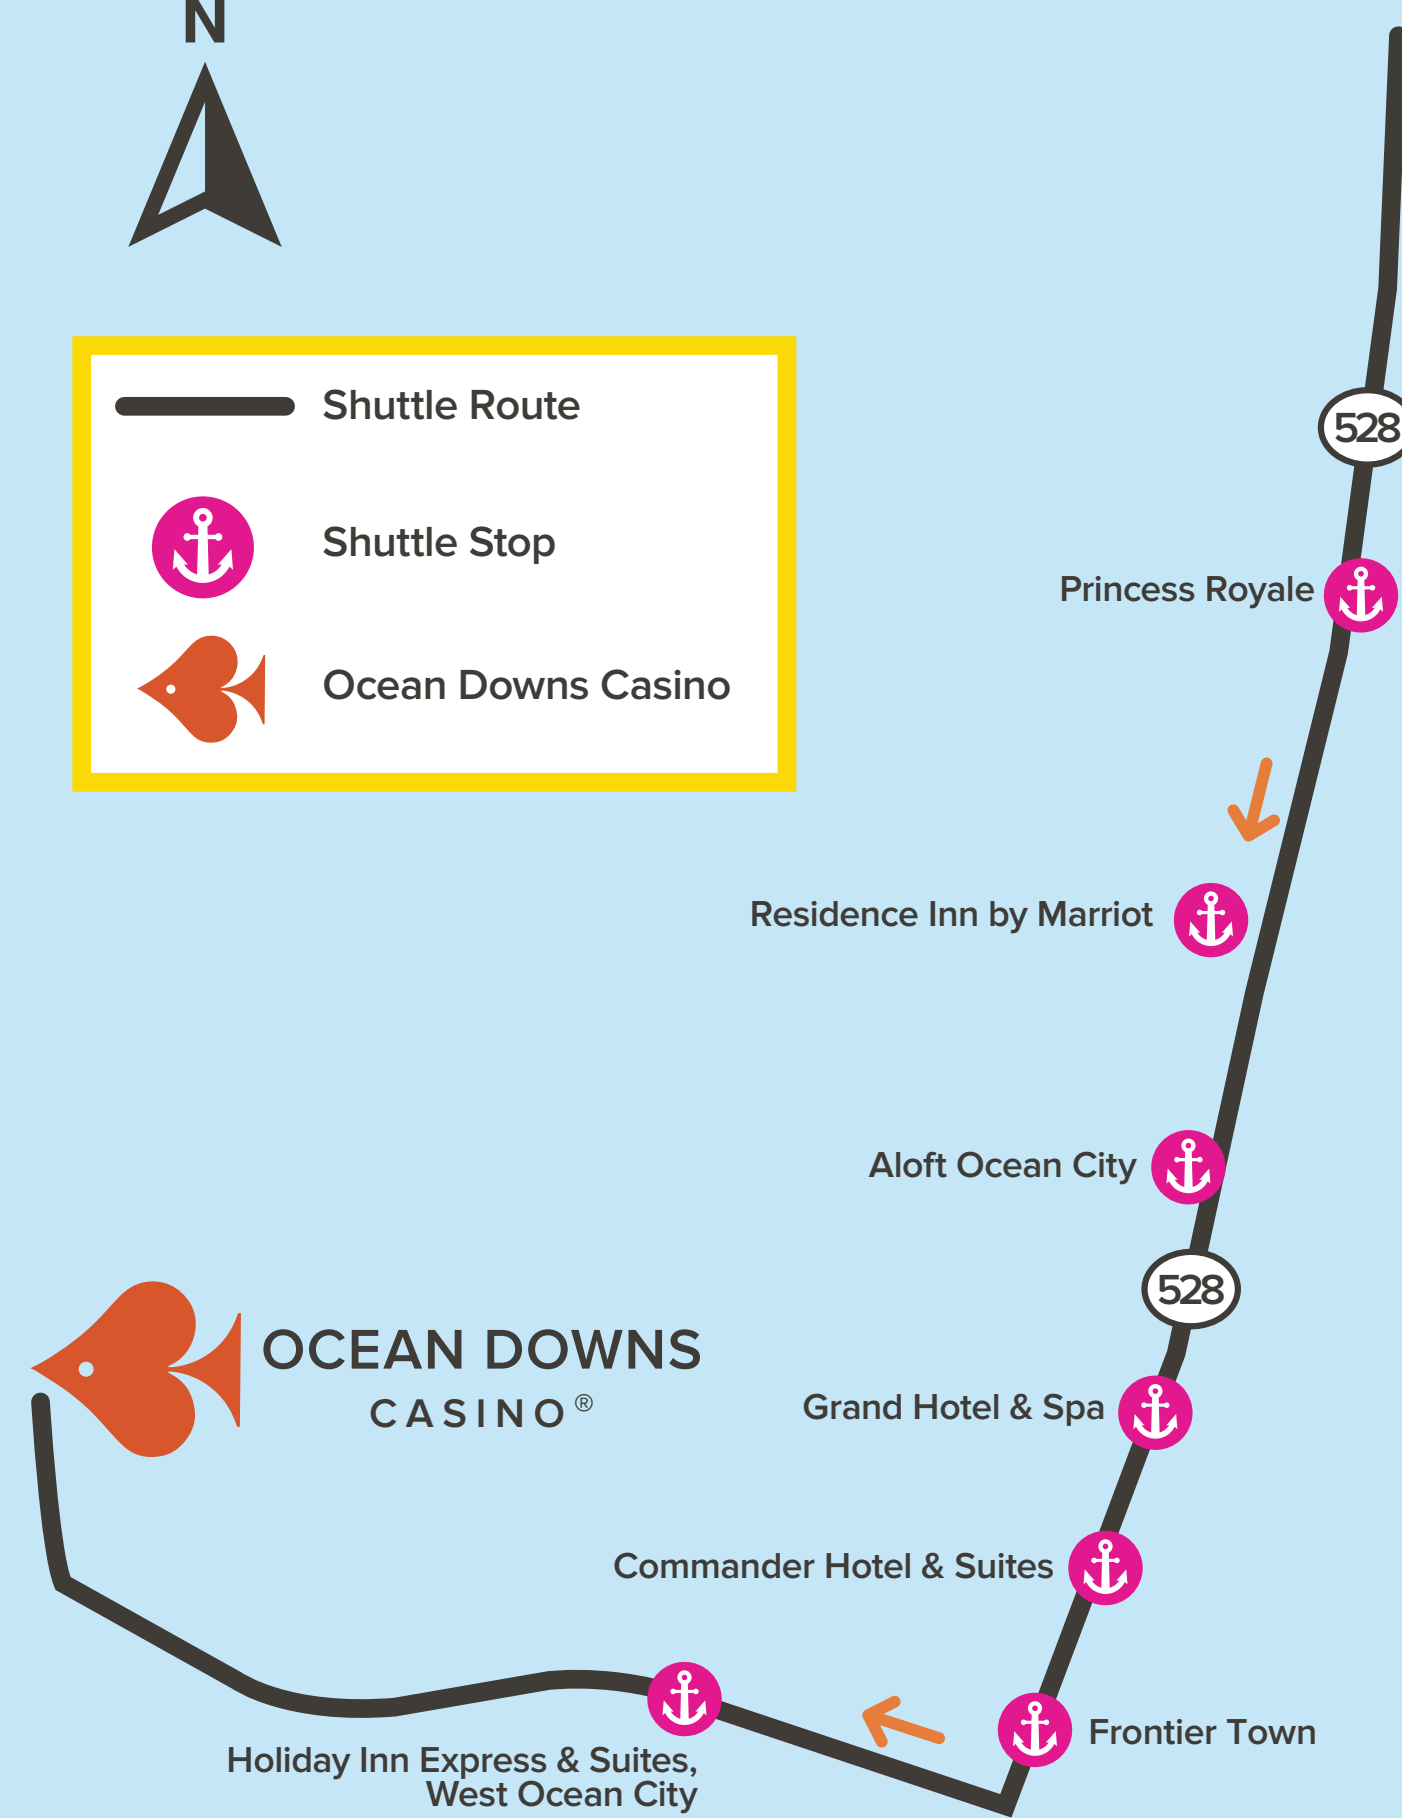 N
Shuttle Route
Shuttle Stop
Ocean Downs Casino
528
Princess Royale
Residence Inn by Marriot
Aloft Ocean City
528
OCEAN DOWNS
CASINO®
Grand Hotel & Spa
Commander Hotel & Suites
Frontier Town
Holiday Inn Express & Suites,
West Ocean City